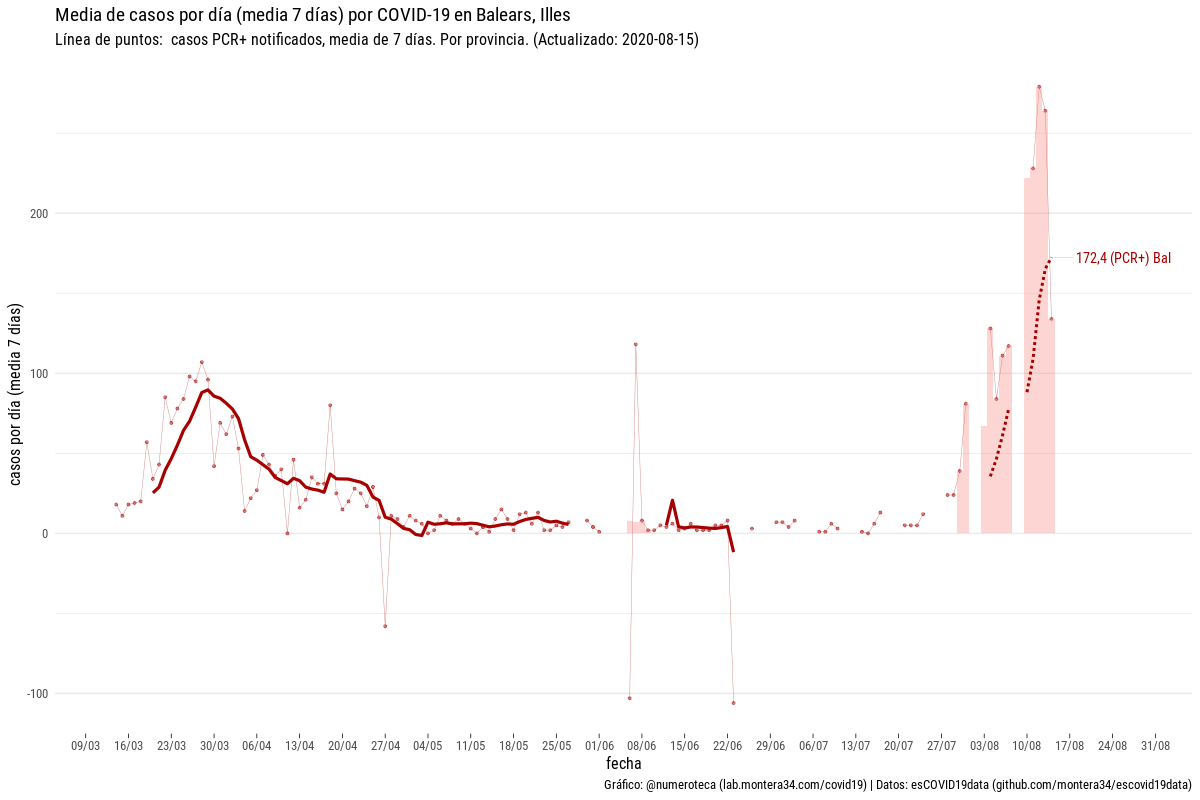 Media de casos por día (media 7 días) por COVID-19 en Balears, Illes
Línea de puntos:  casos PCR+ notificados, media de 7 días. Por provincia. (Actualizado: 2020-08-15)
casos por día (media 7 días)
200
100
0
-100
172,4 (PCR+) Bal
09/03 16/03 23/03 30/03 06/04 13/04 20/04 27/04 04/05 11/05 18/05 25/05 01/06 08/06 15/06 22/06 29/06 06/07 13/07 20/07 27/07 03/08 10/08 17/08 24/08 31/08
fecha
Gráfico: @numeroteca (lab.montera34.com/covid19) | Datos: esCOVID19data (github.com/montera34/escovid19data)